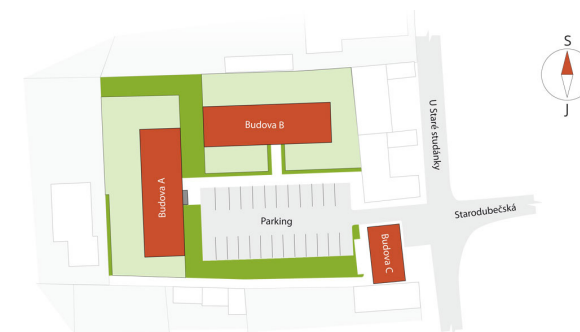 S
J
Budova B
U Staré studánky
Budova A
Starodubečská
Parking
Budova C